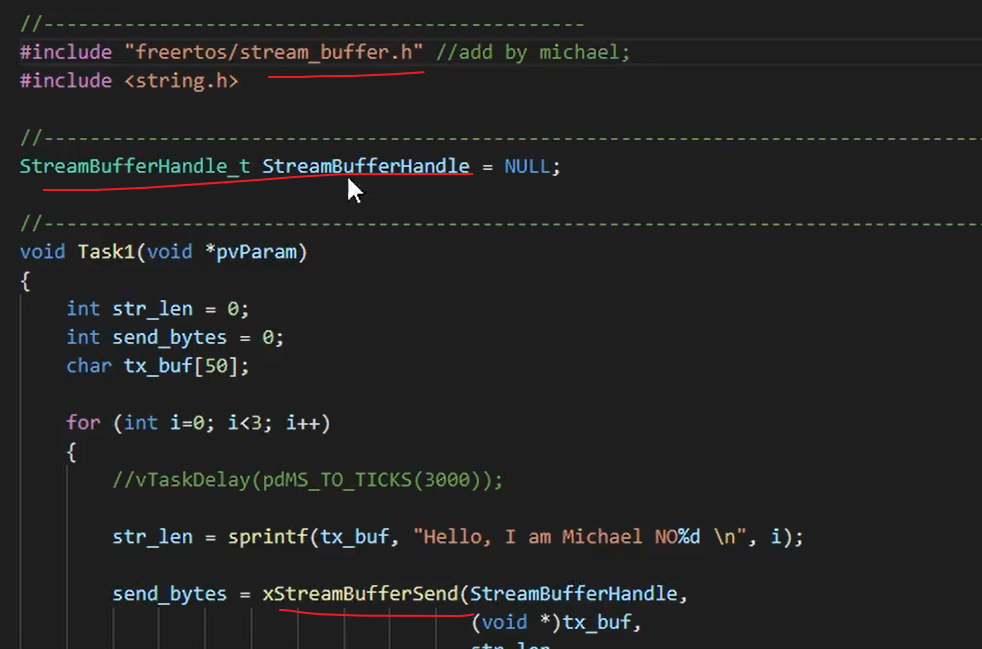 //-----------------------------------------------
#include "freertos/stream_buffer.h" //add by michael;
#include <string.h>
//----------------------------------------------------------------------------------
StreamBufferHandle_t StreamBufferHandle = NULL;
//----------------------------------------------------------------------------------
void Task1(void *pvParam)
{
int str_len = 0;
int send_bytes = 0;
char tx_buf[50];
for (int i=0; i<3; i++)
{
//vTaskDelay(pdMS_TO_TICKS(3000));
str_len = sprintf(tx_buf, "Hello, I am Michael NO%d \n", i);
send_bytes = xStreamBufferSend(StreamBufferHandle,
(void *)tx_buf,
str_len